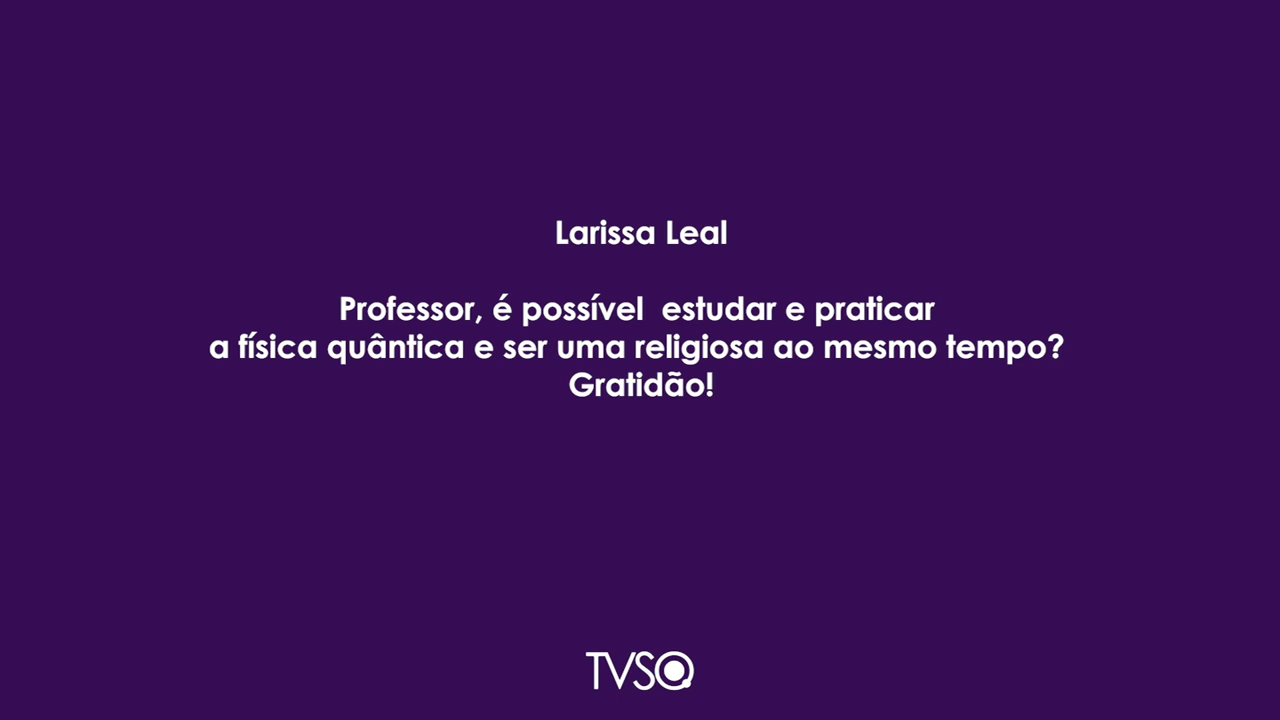 Larissa Leal
Professor, é possível  estudar e praticar
a física quântica e ser uma religiosa ao mesmo tempo?
Gratidão!
TVSQ